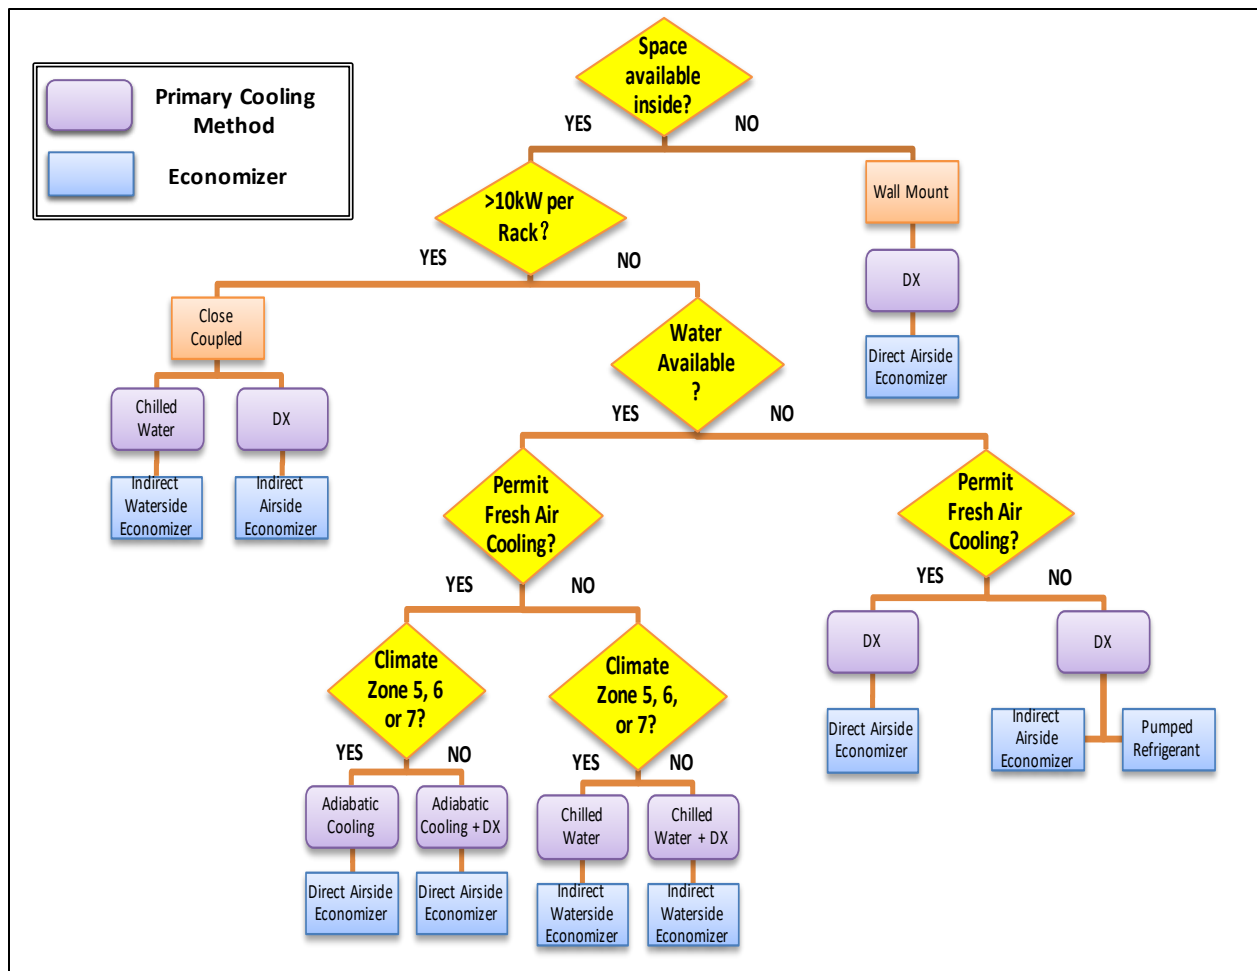 Primary Cooling
Method
Economizer
Space
available
inside?
YES
NO
>10kW per
Rack?
YES
NO
Wall Mount
DX
Direct Airside
Economizer
Close
Coupled
Chilled
Water
DX
Indirect
Waterside
Economizer
Indirect
Airside
Economizer
Water
Available
?
YES
NO
Permit
Fresh Air
Cooling?
YES
NO
Permit
Fresh Air
Cooling?
YES
NO
Climate
Zone 5, 6
or 7?
YES
NO
Climate
Zone 5, 6,
or 7?
YES
NO
DX
DX
Direct Airside
Economizer
Indirect
Airside
Economizer
Pumped
Refrigerant
Adiabatic
Cooling
Adiabatic
Cooling + DX
Chilled
Water
Chilled
Water + DX
Direct Airside
Economizer
Direct Airside
Economizer
Indirect
Waterside
Economizer
Indirect
Waterside
Economizer